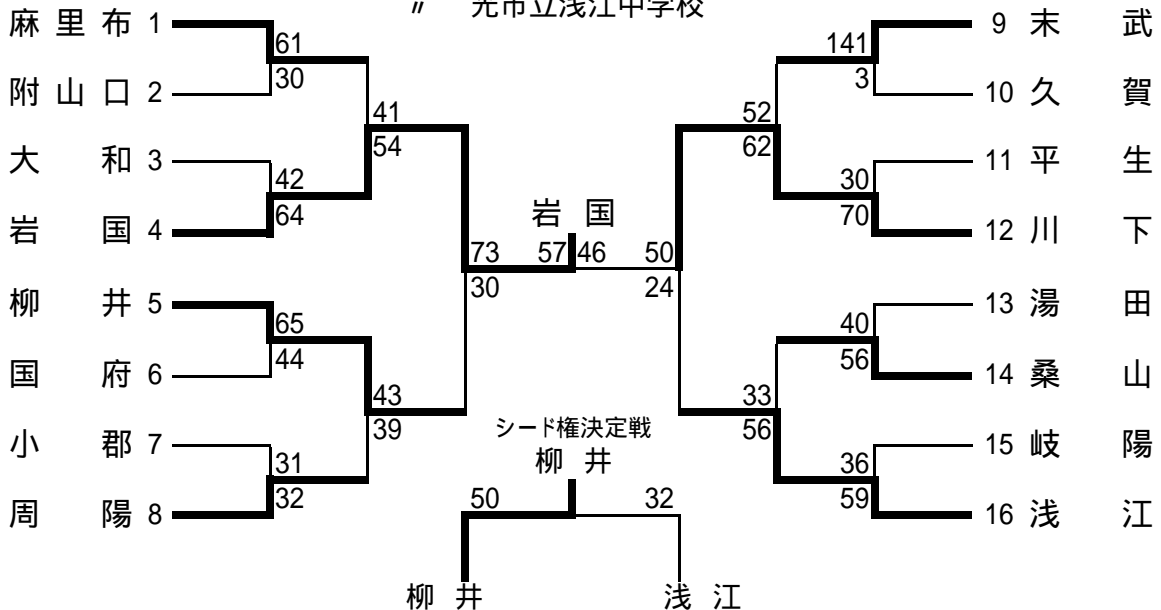 〃 光市立浅江中学校
麻里布 1
61
30
附山口 2
41
54
大和 3
42
64
岩国 4
73
30
柳井 5
65
44
国府 6
43
39
小郡 7
31
32
周陽 8
岩国
57 46
シード権決定戦
柳井
50 32
柳井 浅江
141
3
9 末武
10 久賀
52
62
11 平生
30
70
12 川下
50
24
13 湯田
40
56
14 桑山
33
56
15 岐陽
36
59
16 浅江